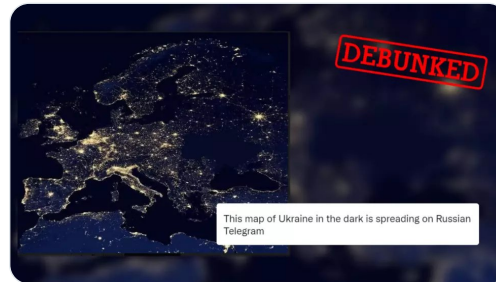 DEBUNKED
This map of Ukraine in the dark is spreading on Russian
Telegram